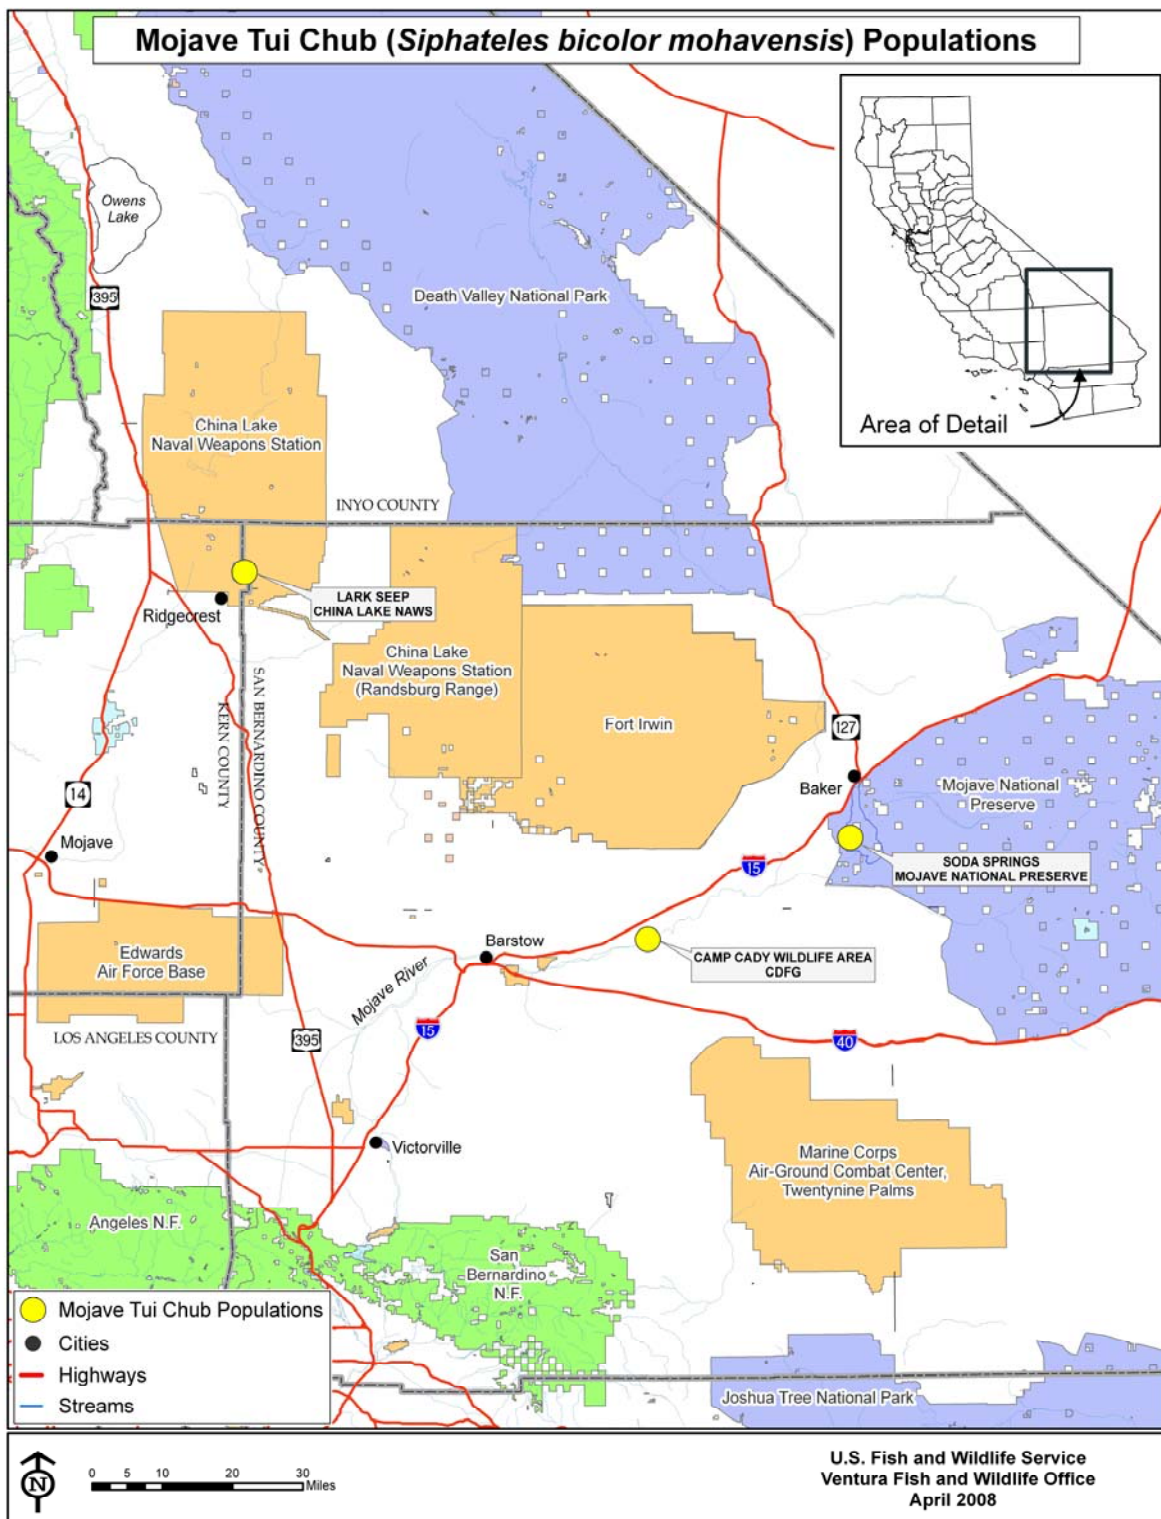 Mojave Tui Chub (Siphateles bicolor mohavensis) Populations
Owens
Lake
395
Death Valley National Park
Area of Detail
China Lake
Naval Weapons Station
INYO COUNTY
LARK SEEP
CHINA LAKE NAWS
Ridgecrest
China Lake
Naval Weapons Station
(Randsburg Range)
KERN COUNTY
SAN BERNARDINO COUNTY
Fort Irwin
127
Baker
Mojave National
Preserve
14
Mojave
SODA SPRINGS
MOJAVE NATIONAL PRESERVE
15
Edwards
Air Force Base
Barstow
CAMP CADY WILDLIFE AREA
CDFG
Mojave River
LOS ANGELES COUNTY
395
15
40
Victorville
Marine Corps
Air-Ground Combat Center,
Twentynine Palms
Angeles N.F.
San
Bernardino
N.F.
Mojave Tui Chub Populations
Cities
Highways
Streams
Joshua Tree National Park
N
0 5 10 20 30
Miles
U.S. Fish and Wildlife Service
Ventura Fish and Wildlife Office
April 2008